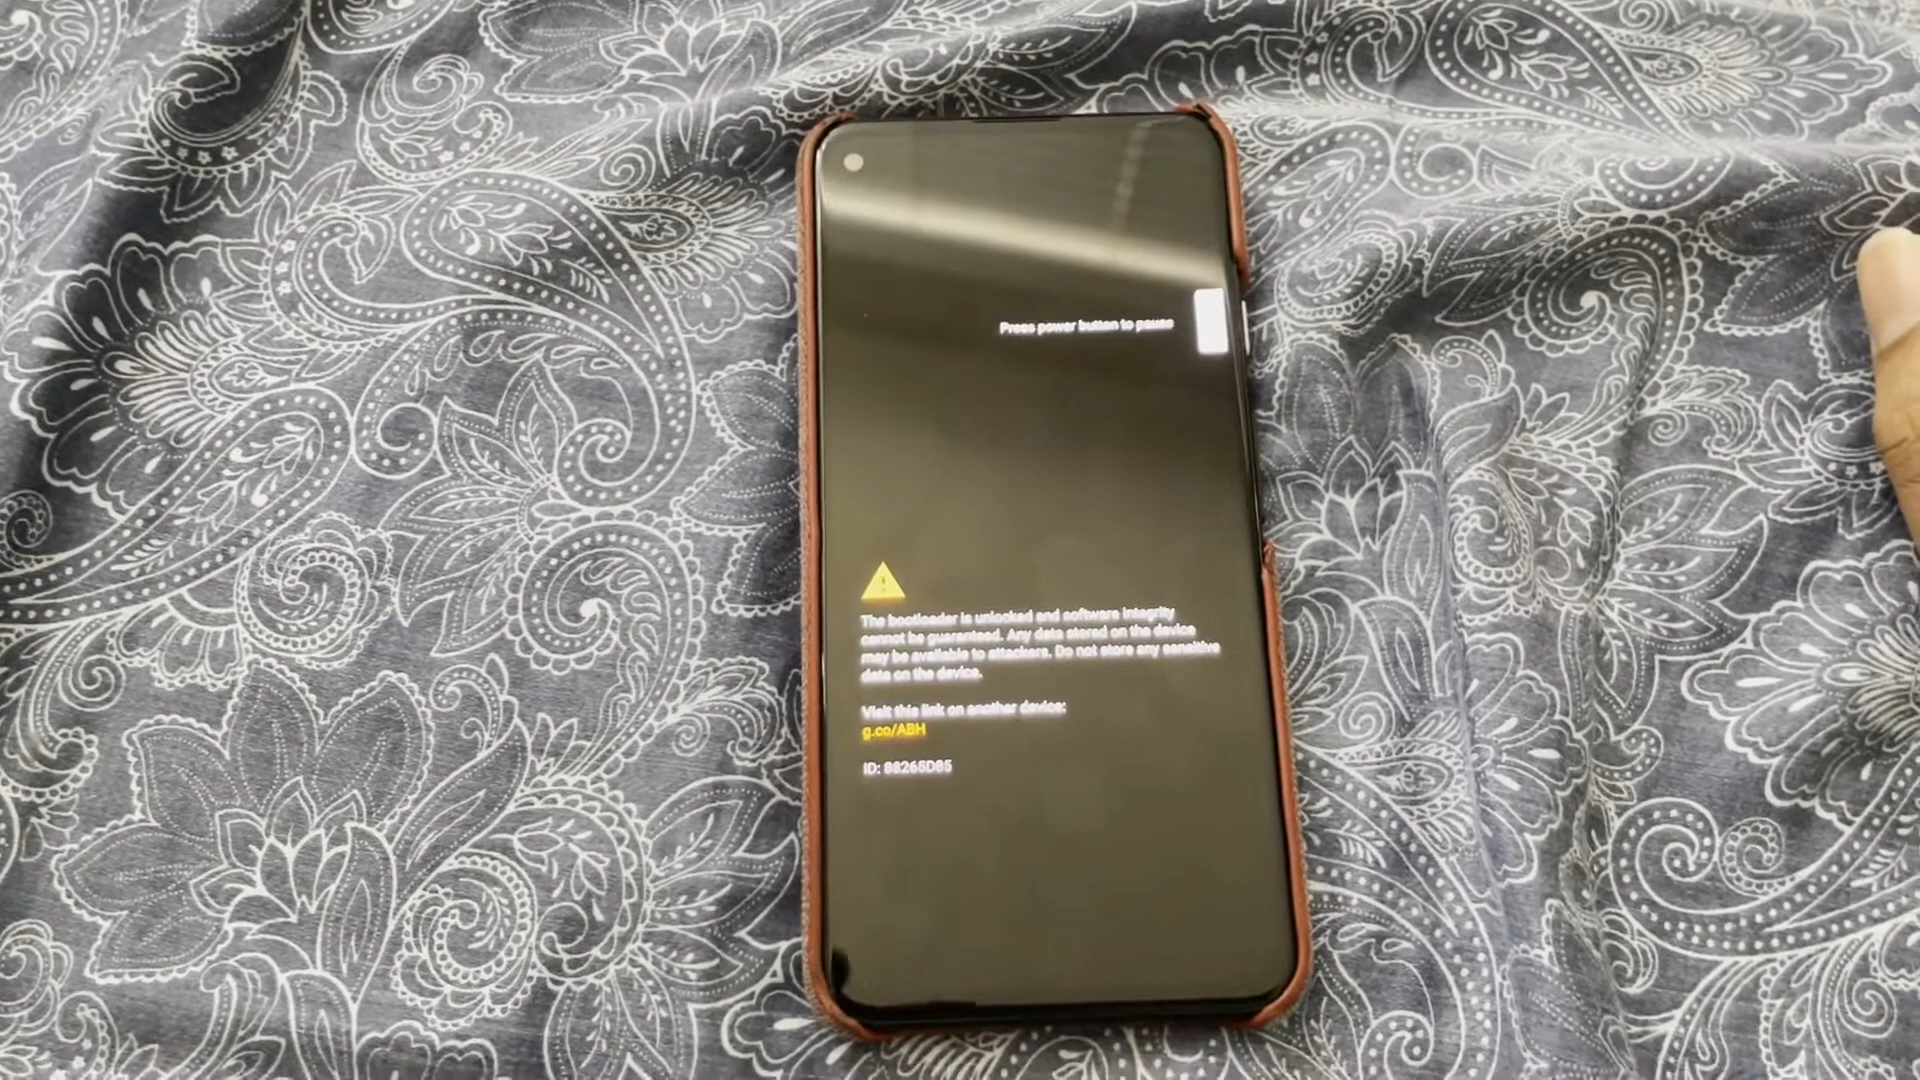 Press power button to pause
The bootloader is unlocked and software integrity
cannot be guaranteed. Any data stored on the device
may be available to attackers. Do not store any sensitive
data on the device.
Visit this link on another device:
g.co/ABH
ID: 88265D85